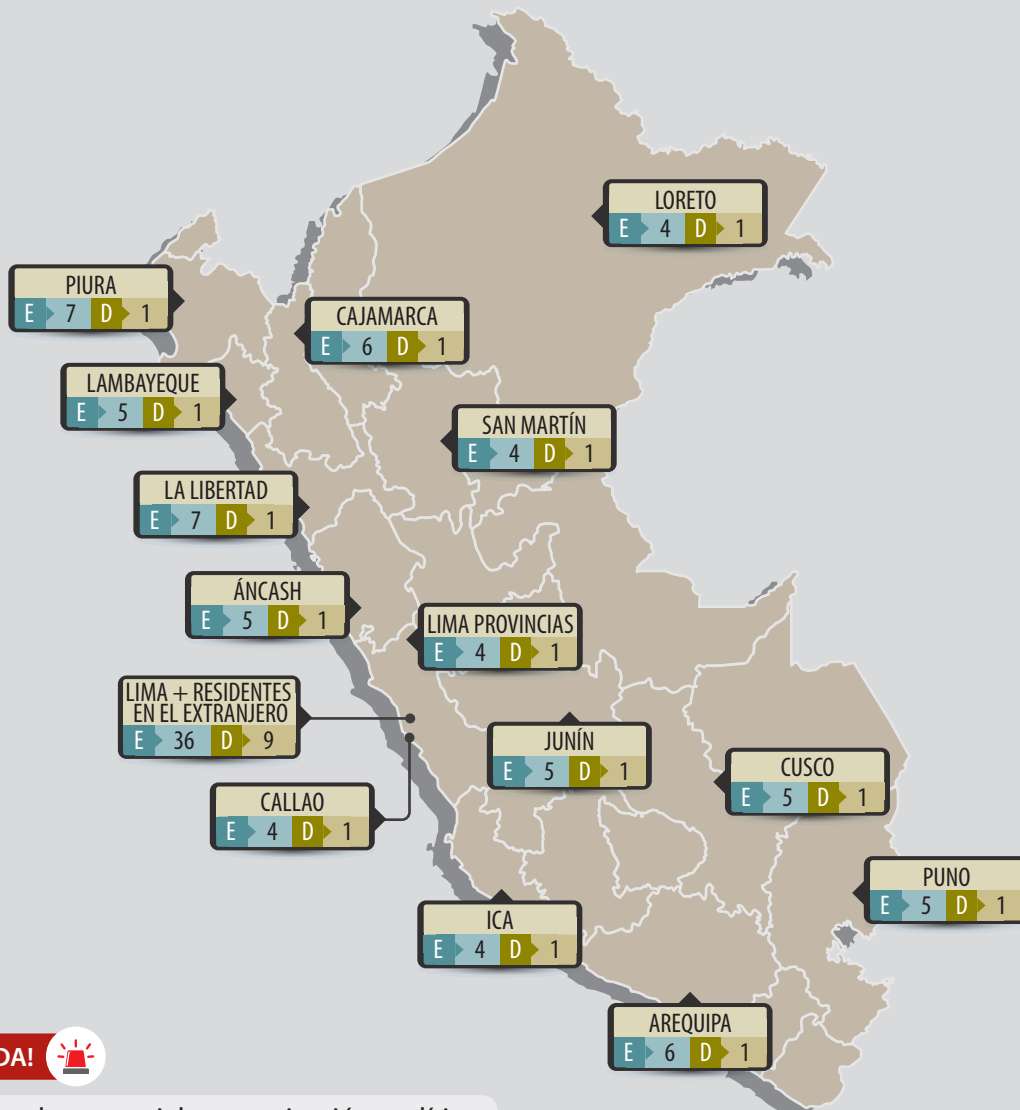 LORETO
E 4 D 1
PIURA
E 7 D 1
CAJAMARCA
E 6 D 1
LAMBAYEQUE
E 5 D 1
SAN MARTÍN
E 4 D 1
LA LIBERTAD
E 7 D 1
ÁNCASH
E 5 D 1
LIMA PROVINCIAS
E 4 D 1
LIMA + RESIDENTES
EN EL EXTRANJERO
E 36 D 9
JUNÍN
E 5 D 1
CUSCO
E 5 D 1
CALLAO
E 4 D 1
PUNO
E 5 D 1
ICA
E 4 D 1
AREQUIPA
E 6 D 1
DA!